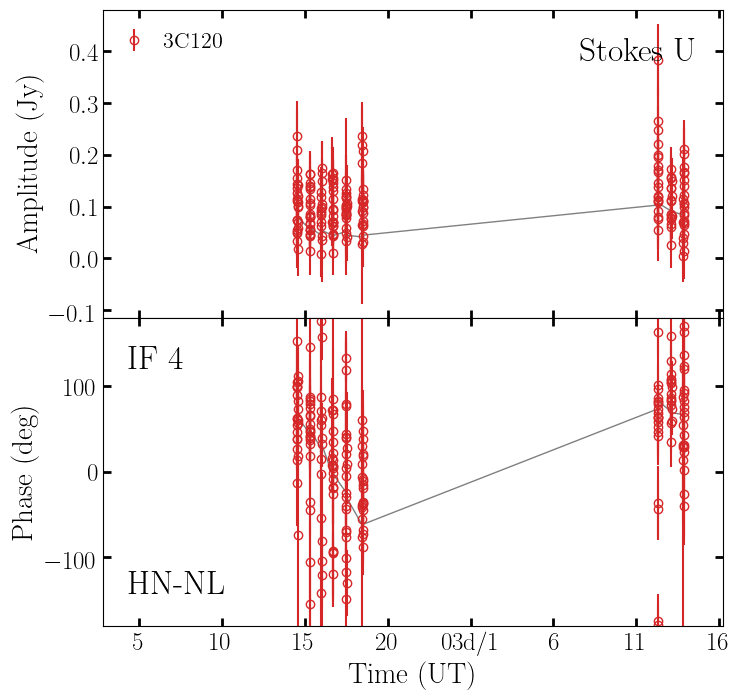 3C120
Stokes U
Amplitude (Jy)
0.4
0.3
0.2
0.1
0.0
−0.1
IF 4
HN-NL
Phase (deg)
100
0
−100
5 10 15 20 03d/1 6 11 16
Time (UT)